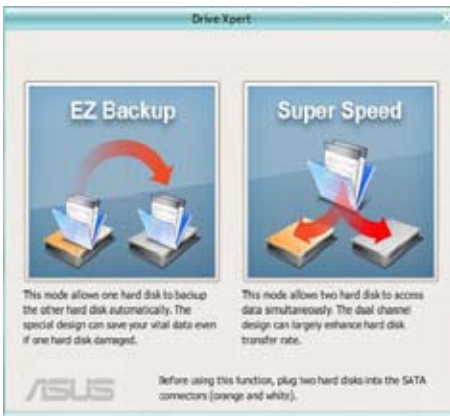 Drive Xpert
X
EZ Backup
Super Speed
This mode allows one hard disk to backup
the other hard disk automatically. The
special design can save your vital data even
if one hard disk damaged.
This mode allows two hard disk to access
data simultaneously. The dual channel
design can largely enhance hard disk
transfer rate.
ASUS
Before using this function, plug two hard disks into the SATA
connectors (orange and white).